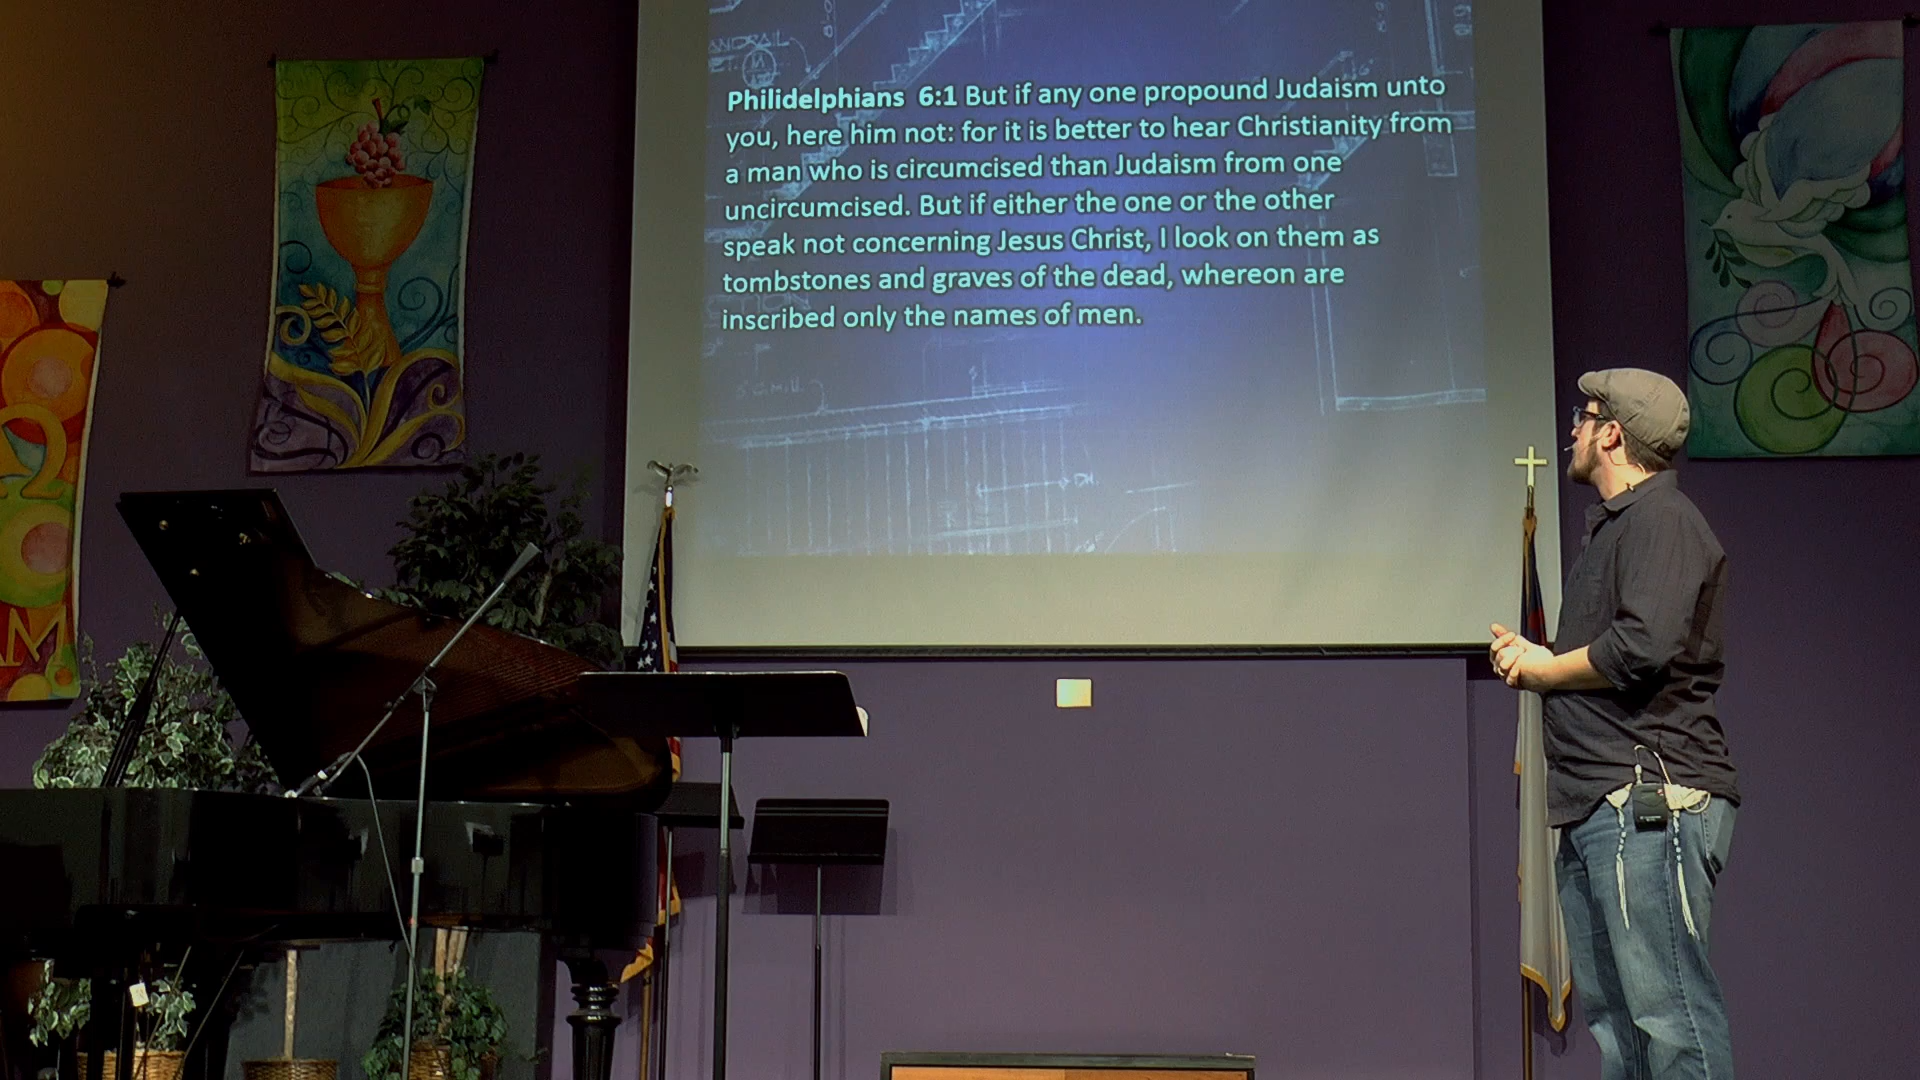 ANDRAIL
Philidelphians 6:1 But if any one propound Judaism unto
you, here him not: for it is better to hear Christianity from
a man who is circumcised than Judaism from one
uncircumcised. But if either the one or the other
speak not concerning Jesus Christ, I look on them as
tombstones and graves of the dead, whereon are
inscribed only the names of men.
Ω
AM